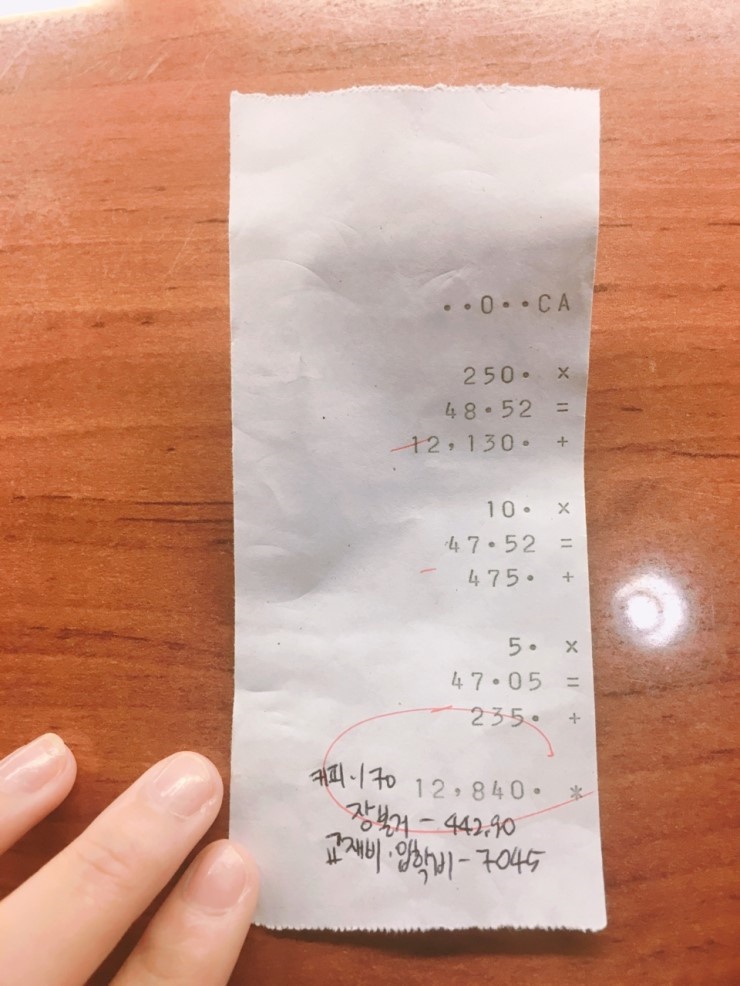 ··0··CA
250· ×
48·52 =
12,130· +
10· ×
47·52 =
475· +
5· ×
47·05 =
235· +
커피·170 12,840· *
장볼거 - 442.90
교재비·입학비 - 7045